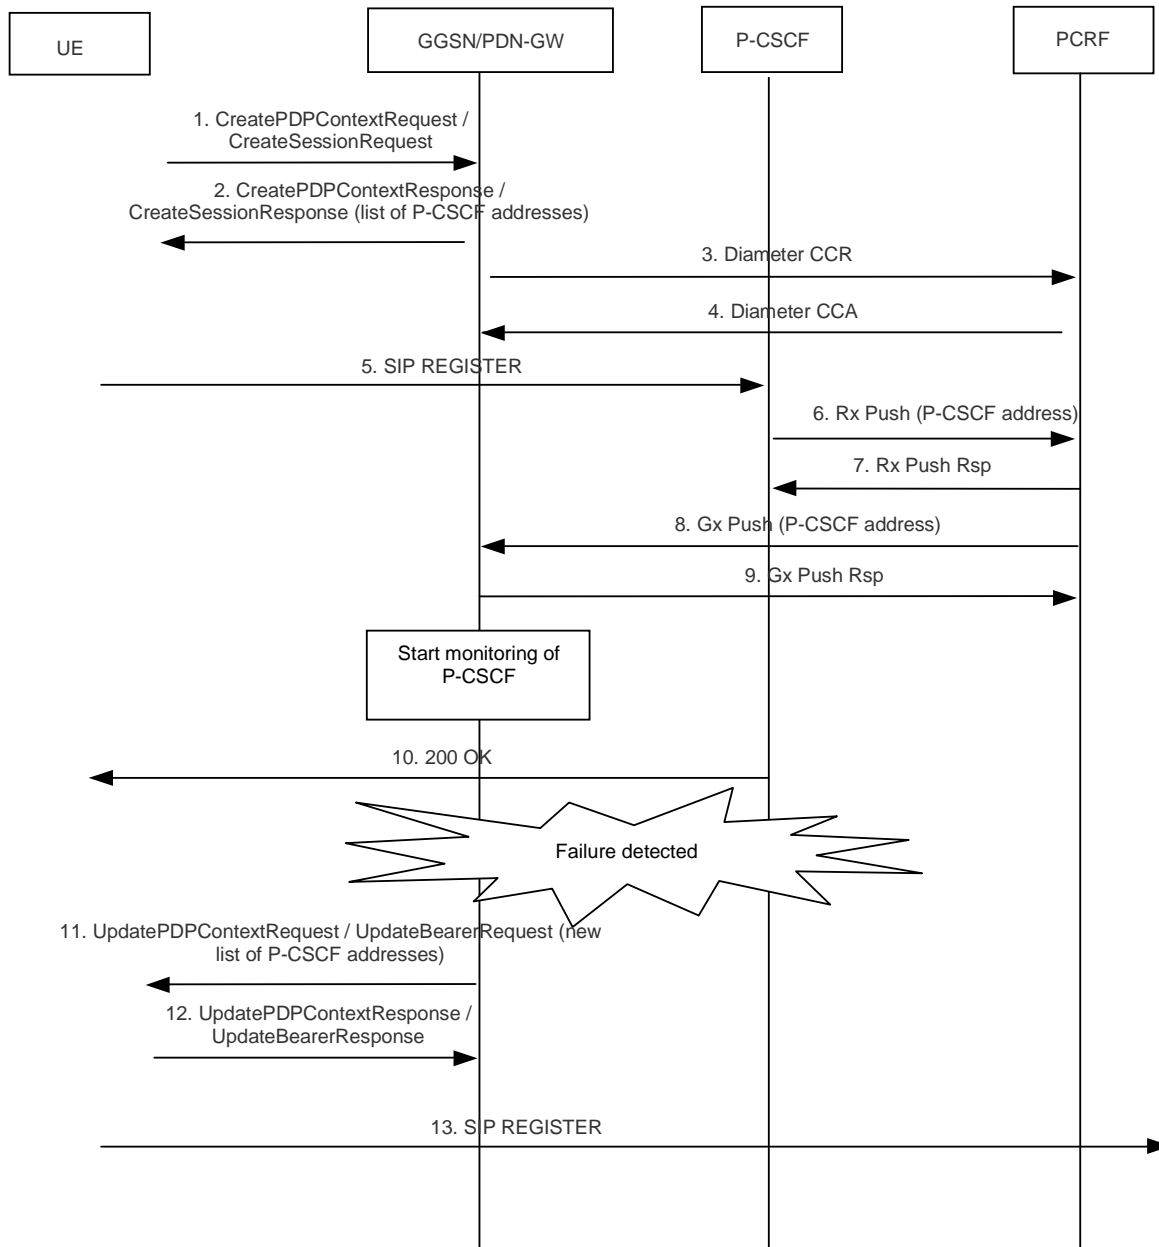 UE
GGSN/PDN-GW
P-CSCF
PCRF
1. CreatePDPContextRequest /
CreateSessionRequest
2. CreatePDPContextResponse /
CreateSessionResponse (list of P-CSCF addresses)
3. Diameter CCR
4. Diameter CCA
5. SIP REGISTER
6. Rx Push (P-CSCF address)
7. Rx Push Rsp
8. Gx Push (P-CSCF address)
9. Gx Push Rsp
Start monitoring of
P-CSCF
10. 200 OK
Failure detected
11. UpdatePDPContextRequest / UpdateBearerRequest (new
list of P-CSCF addresses)
12. UpdatePDPContextResponse /
UpdateBearerResponse
13. SIP REGISTER